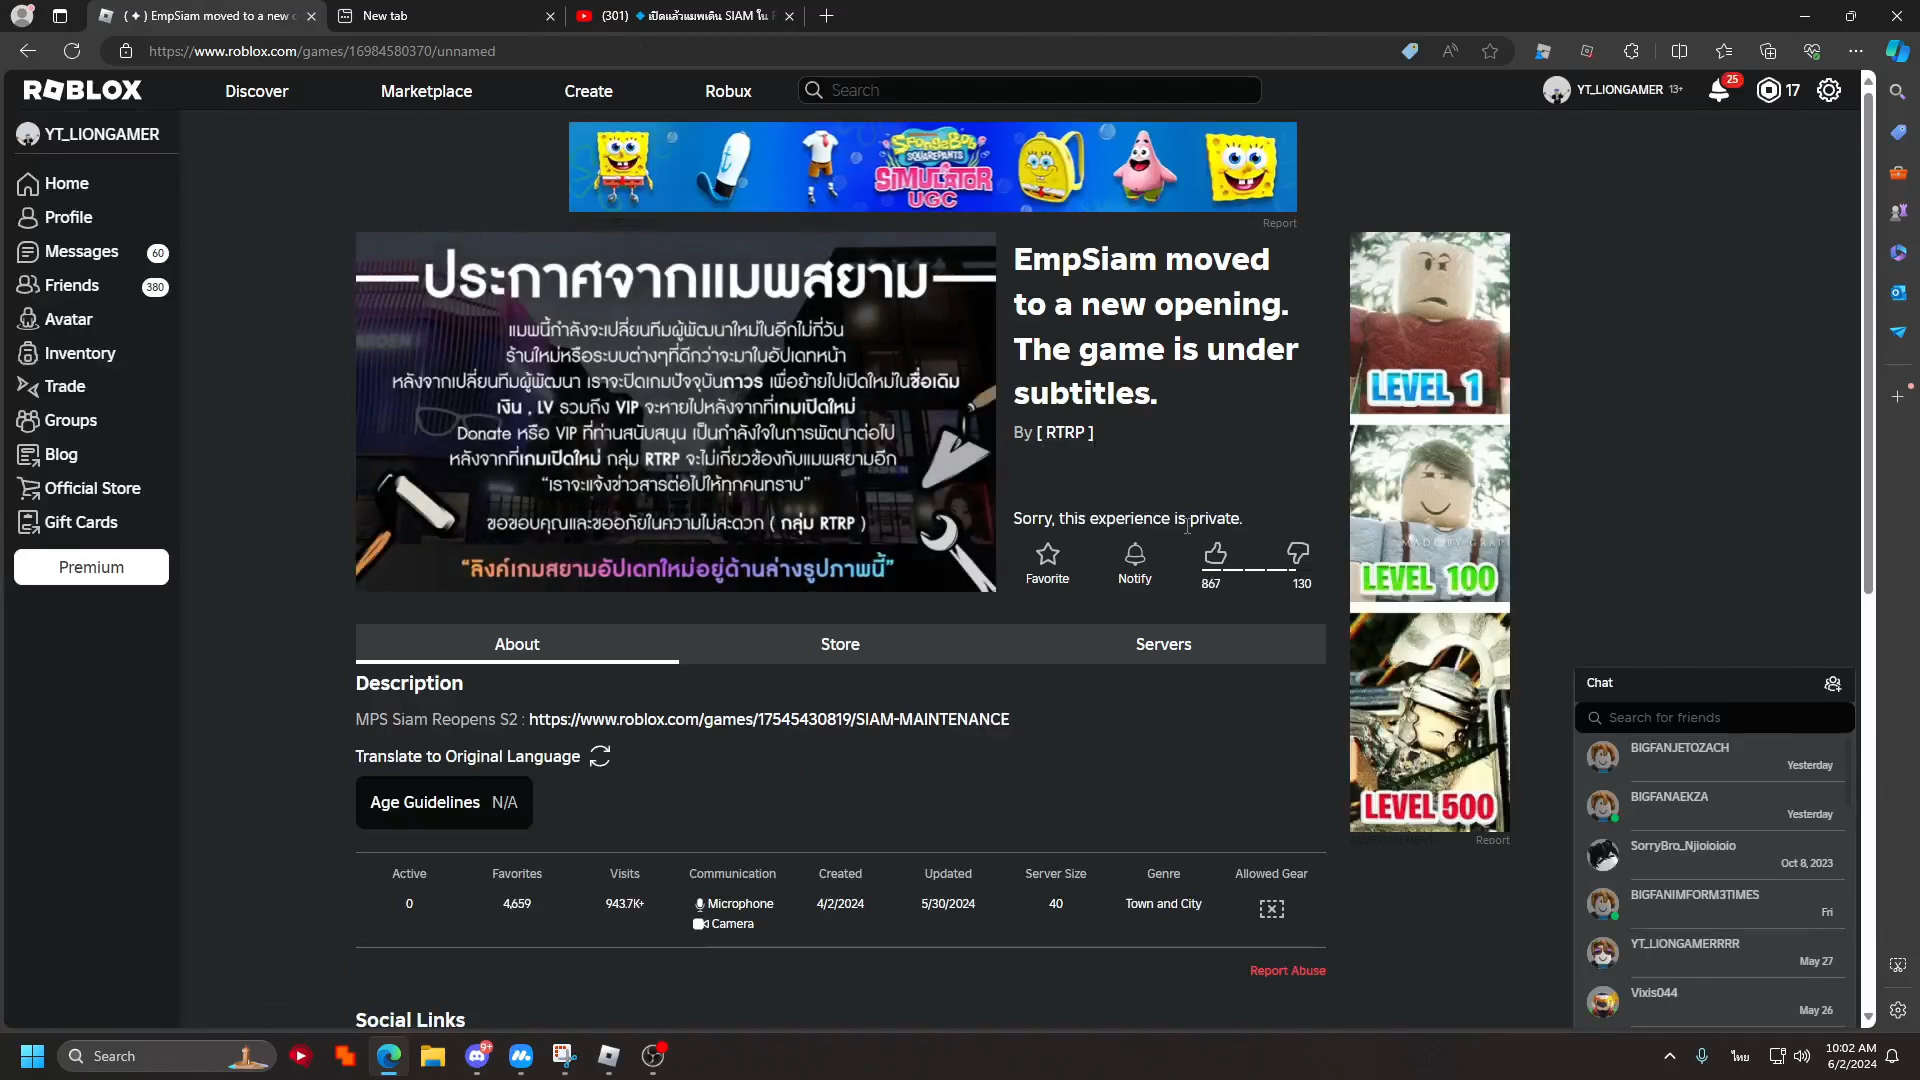 ( ✦ ) EmpSiam moved to a new
New tab
(301) 🔹 เปิดแล้วแมพเดิน SIAM ใน
https://www.roblox.com/games/16984580370/unnamed
ROBLOX
Discover
Marketplace
Create
Robux
Search
YT_LIONGAMER 13+
25
17
YT_LIONGAMER
Home
Profile
Messages 60
Friends 380
Avatar
Inventory
Trade
Groups
Blog
Official Store
Gift Cards
Premium
SpongeBob
SQUAREPANTS
SIMULATOR
UGC
Report
ประกาศจากแมพสยาม
แมพนี้กำลังจะเปลี่ยนทีมผู้พัฒนาใหม่ในอีกไม่กี่วัน
ร้านใหม่หรือระบบต่างๆที่ดีกว่าจะมาในอัปเดทหน้า
หลังจากเปลี่ยนทีมผู้พัฒนา เราจะปิดเกมปัจจุบันถาวร เพื่อย้ายไปเปิดใหม่ในชื่อเดิม
เงิน , LV รวมถึง VIP จะหายไปหลังจากที่เกมเปิดใหม่
Donate หรือ VIP ที่ท่านสนับสนุน เป็นกำลังใจในการพัฒนาต่อไป
หลังจากที่เกมเปิดใหม่ กลุ่ม RTRP จะไม่เกี่ยวข้องกับแมพสยามอีก
“เราจะแจ้งข่าวสารต่อไปให้ทุกคนทราบ”
ขอขอบคุณและขออภัยในความไม่สะดวก ( กลุ่ม RTRP )
“ลิงค์เกมสยามอัปเดทใหม่อยู่ด้านล่างรูปภาพนี้”
EmpSiam moved
to a new opening.
The game is under
subtitles.
By [ RTRP ]
Sorry, this experience is private.
Favorite
Notify
867
130
LEVEL 1
LEVEL 100
LEVEL 500
ADVERTISEMENT
Report
About
Store
Servers
Description
MPS Siam Reopens S2 : https://www.roblox.com/games/17545430819/SIAM-MAINTENANCE
Translate to Original Language
Age Guidelines N/A
Active Favorites Visits Communication Created Updated Server Size Genre Allowed Gear
0 4,659 943.7K+ Microphone 4/2/2024 5/30/2024 40 Town and City
Camera
Report Abuse
Social Links
Chat
Search for friends
BIGFANJETOZACH
Yesterday
BIGFANAEKZA
Yesterday
SorryBro_Njioioioio
Oct 8, 2023
BIGFANIMFORM3TIMES
Fri
YT_LIONGAMERRRR
May 27
Vixis044
May 26
Search
9+
ไทย
10:02 AM
6/2/2024